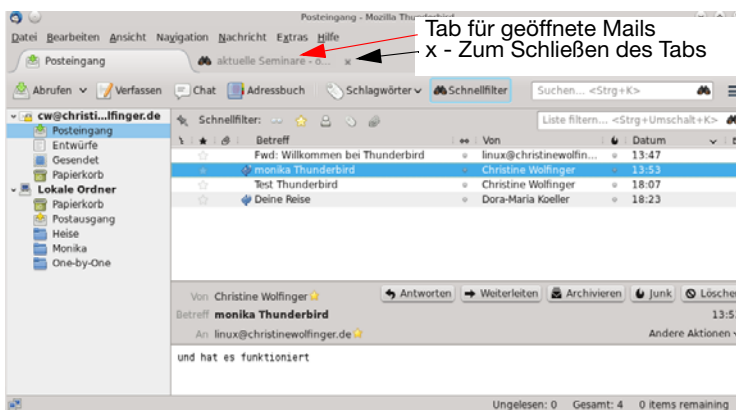 Posteingang - Mozilla Thunderbird
Datei Bearbeiten Ansicht Navigation Nachricht Extras Hilfe
Tab für geöffnete Mails
x - Zum Schließen des Tabs
Posteingang
aktuelle Seminare - o... x
Abrufen Verfassen Chat Adressbuch Schlagwörter Schnellfilter Suchen... <Strg+K>
cw@christi...lfinger.de
Posteingang
Entwürfe
Gesendet
Papierkorb
Lokale Ordner
Papierkorb
Postausgang
Heise
Monika
One-by-One
Schnellfilter: Liste filtern... <Strg+Umschalt+K>
Betreff Von Datum
Fwd: Willkommen bei Thunderbird linux@christinewolfin... 13:47
monika Thunderbird Christine Wolfinger 13:53
Test Thunderbird Christine Wolfinger 18:07
Deine Reise Dora-Maria Koeller 18:23
Von Christine Wolfinger Antworten Weiterleiten Archivieren Junk Lösche
Betreff monika Thunderbird 13:5
An linux@christinewolfinger.de Andere Aktionen
und hat es funktioniert
Ungelesen: 0 Gesamt: 4 0 items remaining